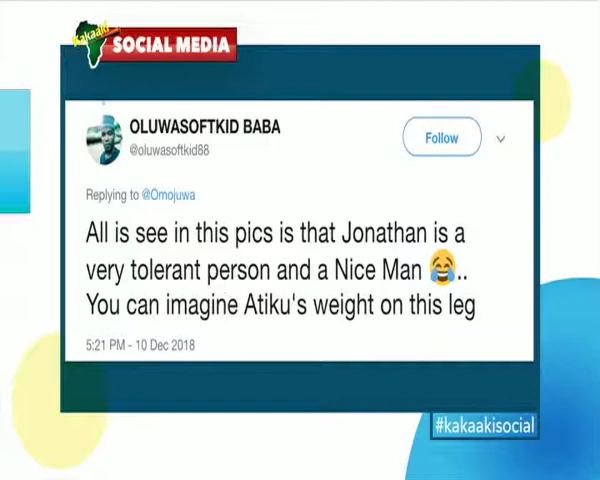 Kakaaki
SOCIAL MEDIA
OLUWASOFTKID BABA
@oluwasoftkid88
Follow
Replying to @Omojuwa
All is see in this pics is that Jonathan is a
very tolerant person and a Nice Man 😂..
You can imagine Atiku's weight on this leg
5:21 PM - 10 Dec 2018
#kakaakisocial